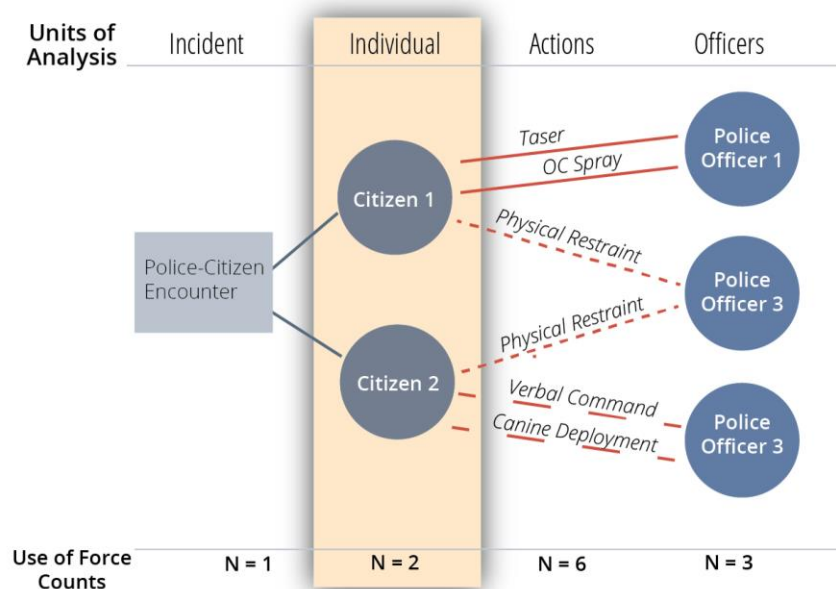 Units of
Analysis
Incident
Individual
Actions
Officers
Police-Citizen
Encounter
Citizen 1
Citizen 2
Taser
OC Spray
Physical Restraint
Physical Restraint
Verbal Command
Canine Deployment
Police
Officer 1
Police
Officer 3
Police
Officer 3
Use of Force
Counts
N = 1
N = 2
N = 6
N = 3